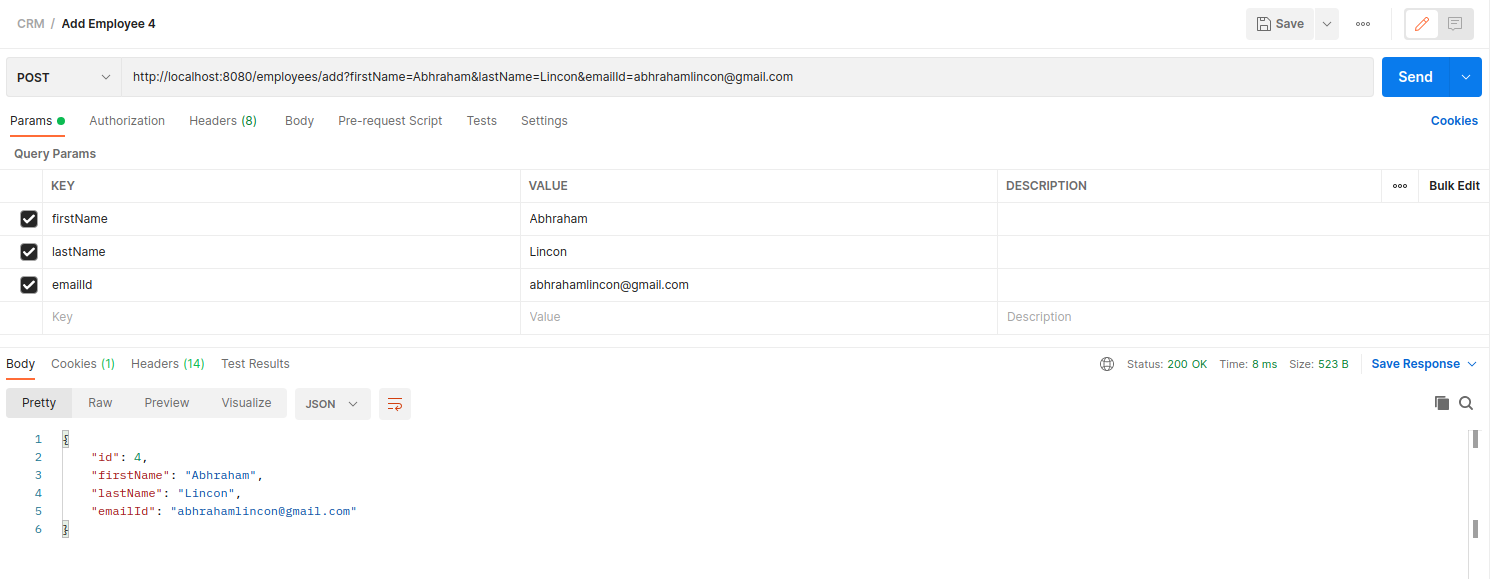 CRM / Add Employee 4
Save
POST
http://localhost:8080/employees/add?firstName=Abhraham&lastName=Lincon&emailId=abhrahamlincon@gmail.com
Send
Params Authorization Headers (8) Body Pre-request Script Tests Settings Cookies
Query Params
KEY VALUE DESCRIPTION Bulk Edit
firstName Abhraham
lastName Lincon
emailId abhrahamlincon@gmail.com
Key Value Description
Body Cookies (1) Headers (14) Test Results Status: 200 OK Time: 8 ms Size: 523 B Save Response
Pretty Raw Preview Visualize JSON
1 {
2 "id": 4,
3 "firstName": "Abhraham",
4 "lastName": "Lincon",
5 "emailId": "abhrahamlincon@gmail.com"
6 }